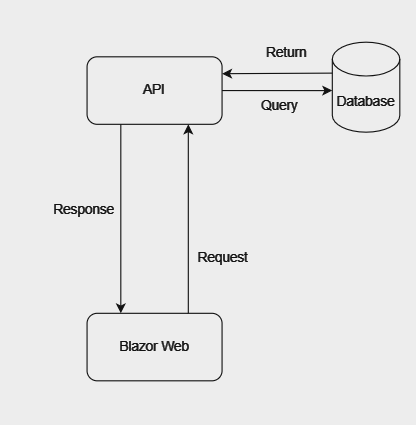 Return
API
Database
Query
Response
Request
Blazor Web